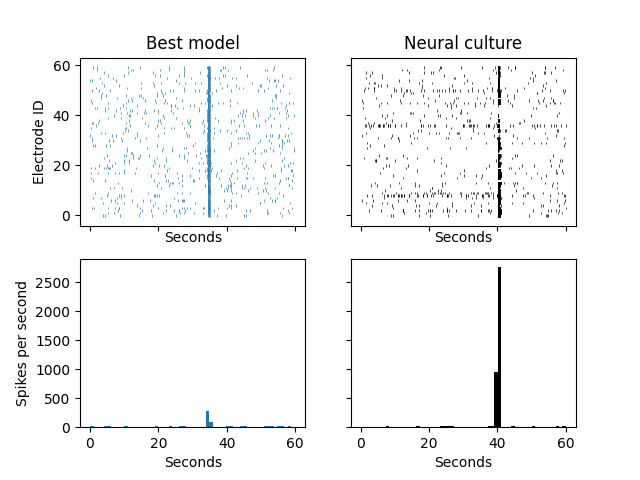 Best model
Neural culture
Electrode ID
60
40
20
0
Seconds
Seconds
Spikes per second
2500
2000
1500
1000
500
0
0 20 40 60
0 20 40 60
Seconds
Seconds